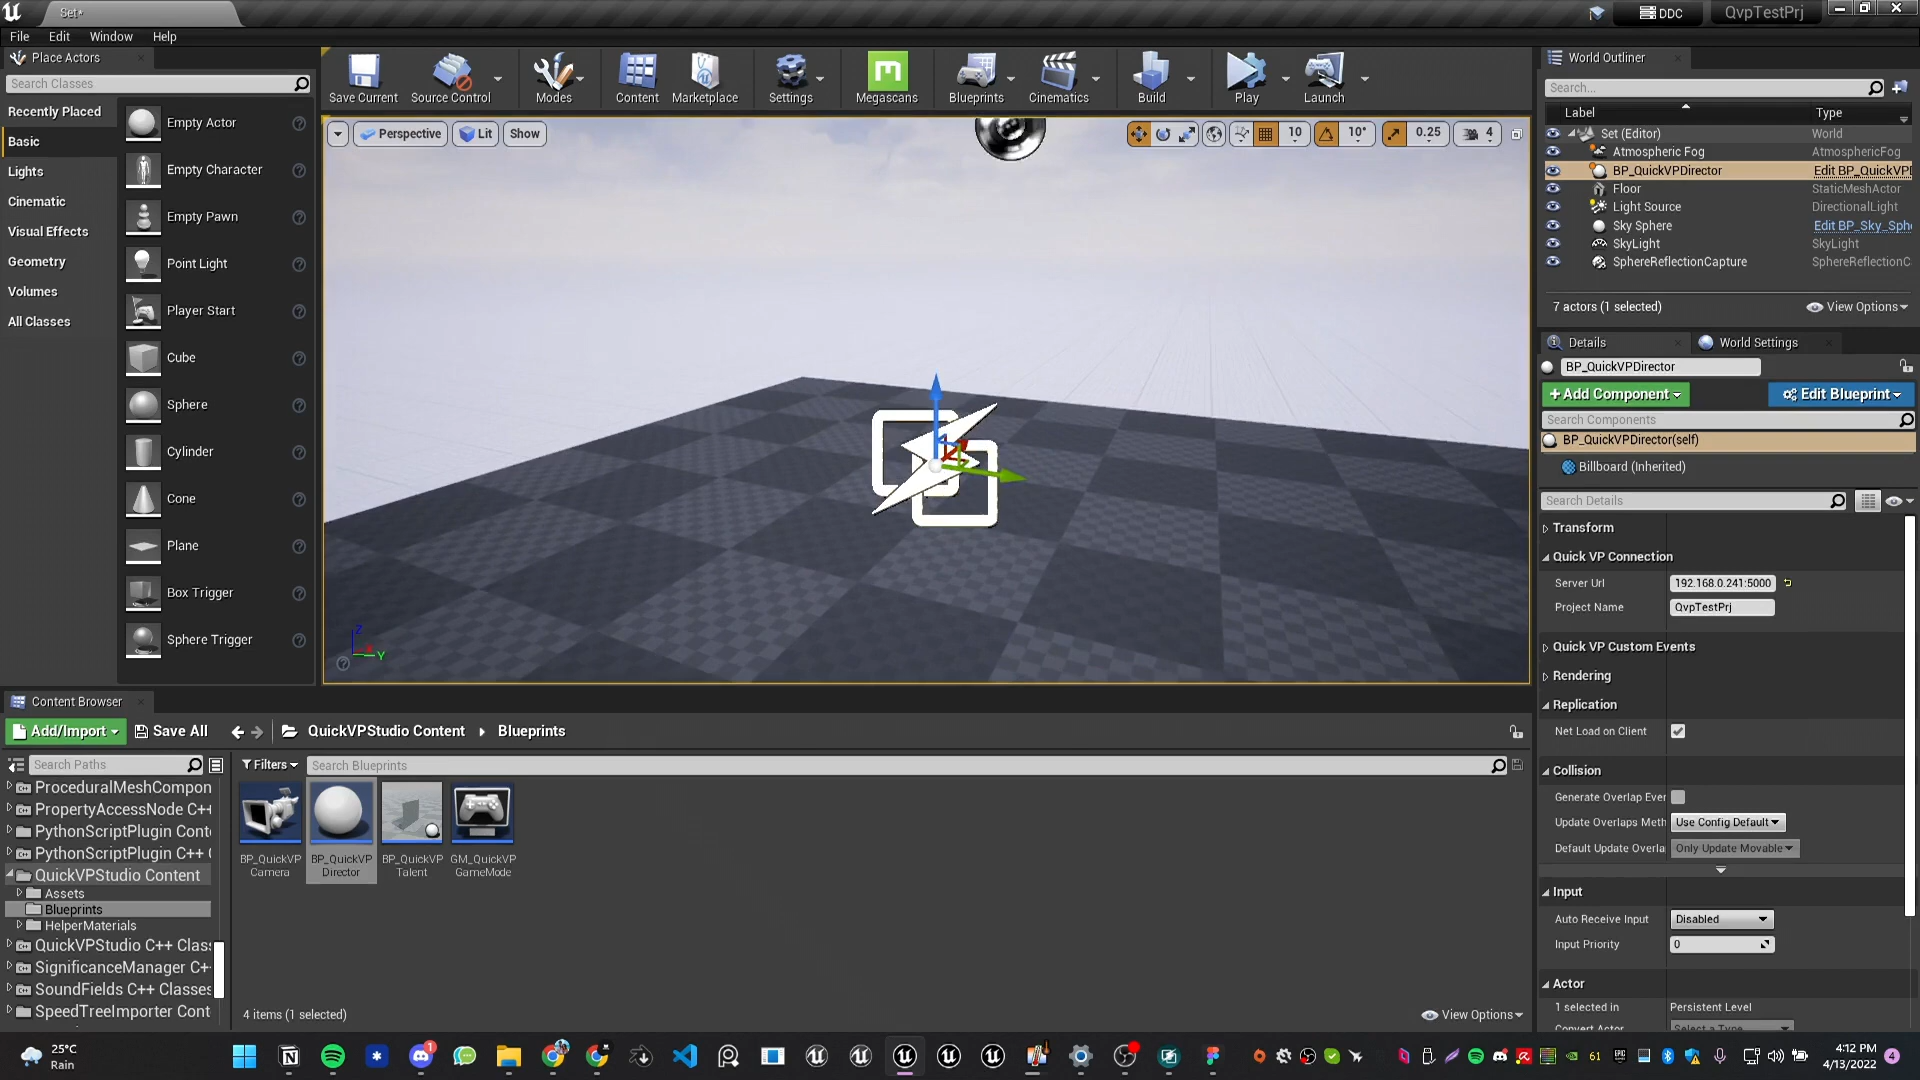 Set*
DDC
QvpTestPrj
File Edit Window Help
Place Actors
Search Classes
Recently Placed
Basic
Lights
Cinematic
Visual Effects
Geometry
Volumes
All Classes
Empty Actor
Empty Character
Empty Pawn
Point Light
Player Start
Cube
Sphere
Cylinder
Cone
Plane
Box Trigger
Sphere Trigger
Save Current
Source Control
Modes
Content
Marketplace
Settings
Megascans
Blueprints
Cinematics
Build
Play
Launch
Perspective
Lit
Show
10
10°
0.25
4
Z
Y
World Outliner
Search...
Label Type
Set (Editor) World
Atmospheric Fog AtmosphericFog
BP_QuickVPDirector Edit BP_QuickVPI
Floor StaticMeshActor
Light Source DirectionalLight
Sky Sphere Edit BP_Sky_Sphe
SkyLight SkyLight
SphereReflectionCapture SphereReflectionC
7 actors (1 selected)
View Options
Details
World Settings
BP_QuickVPDirector
+Add Component
Edit Blueprint
Search Components
BP_QuickVPDirector(self)
Billboard (Inherited)
Search Details
Transform
Quick VP Connection
Server Url 192.168.0.241:5000
Project Name QvpTestPrj
Quick VP Custom Events
Rendering
Replication
Net Load on Client
Collision
Generate Overlap Ever
Update Overlaps Meth Use Config Default
Default Update Overla Only Update Movable
Input
Auto Receive Input Disabled
Input Priority 0
Actor
1 selected in Persistent Level
Convert Actor Select a Type
Content Browser
Add/Import
Save All
QuickVPStudio Content
Blueprints
Search Paths
Filters
Search Blueprints
ProceduralMeshCompon
PropertyAccessNode C++
PythonScriptPlugin Conte
PythonScriptPlugin C++ (
QuickVPStudio Content
Assets
Blueprints
HelperMaterials
QuickVPStudio C++ Class
SignificanceManager C+
SoundFields C++ Classes
SpeedTreeImporter Cont
BP_QuickVP
Camera
BP_QuickVP
Director
BP_QuickVP
Talent
GM_QuickVP
GameMode
4 items (1 selected)
View Options
25°C
Rain
1
61
4:12 PM
4/13/2022
4